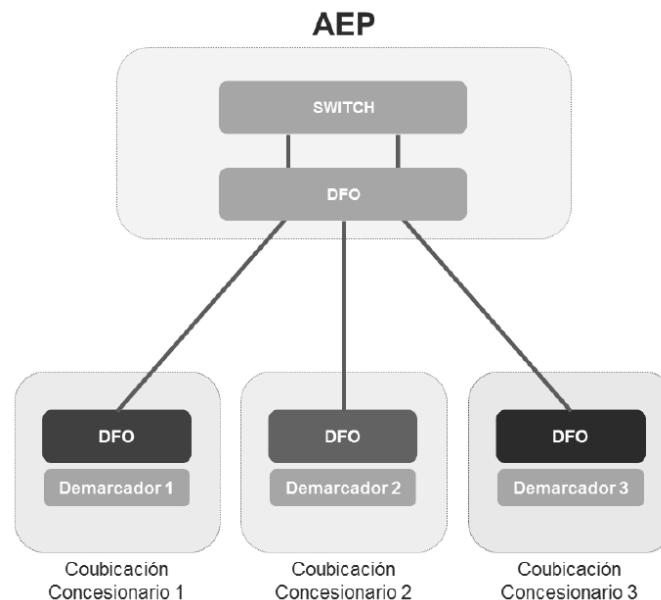 AEP
SWITCH
DFO
DFO
DFO
DFO
Demarcador 1
Demarcador 2
Demarcador 3
Coubicación
Concesionario 1
Coubicación
Concesionario 2
Coubicación
Concesionario 3